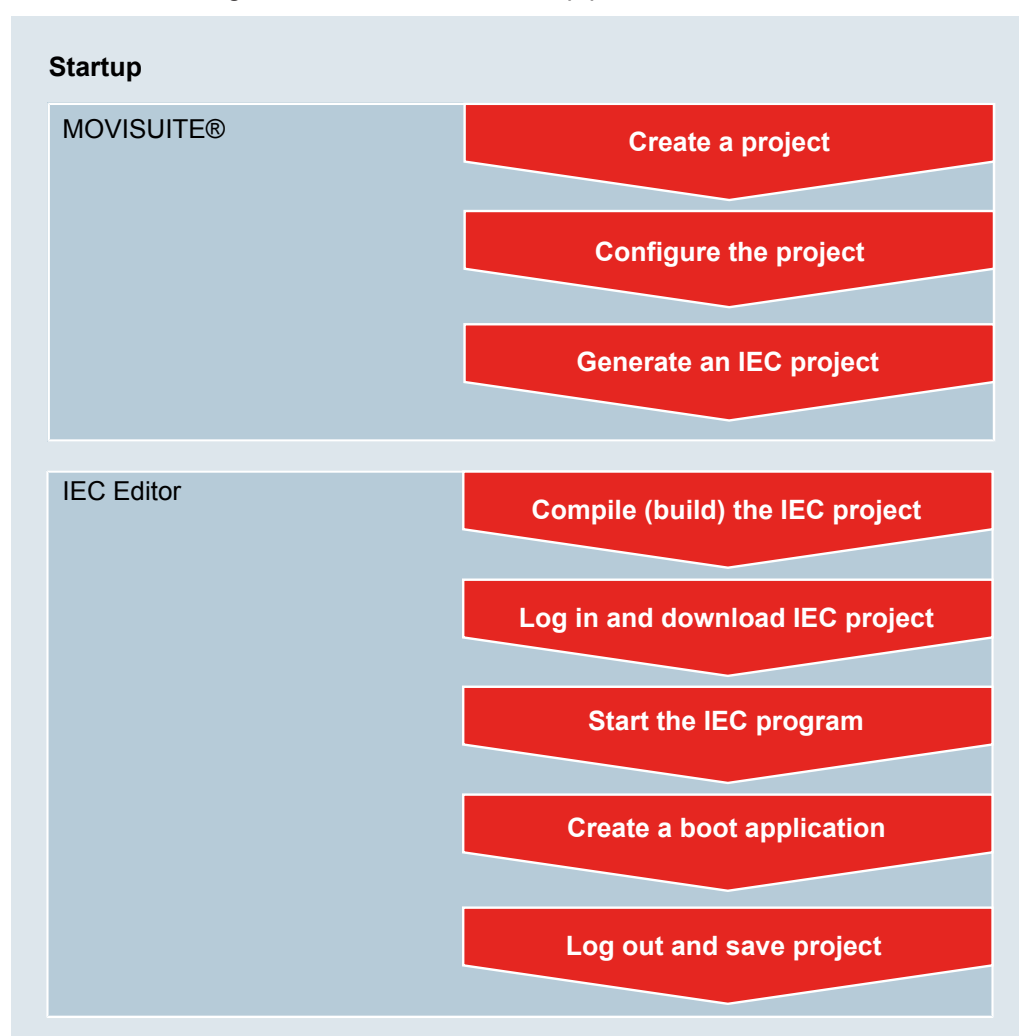 Startup
MOVISUITE®
Create a project
Configure the project
Generate an IEC project
IEC Editor
Compile (build) the IEC project
Log in and download IEC project
Start the IEC program
Create a boot application
Log out and save project